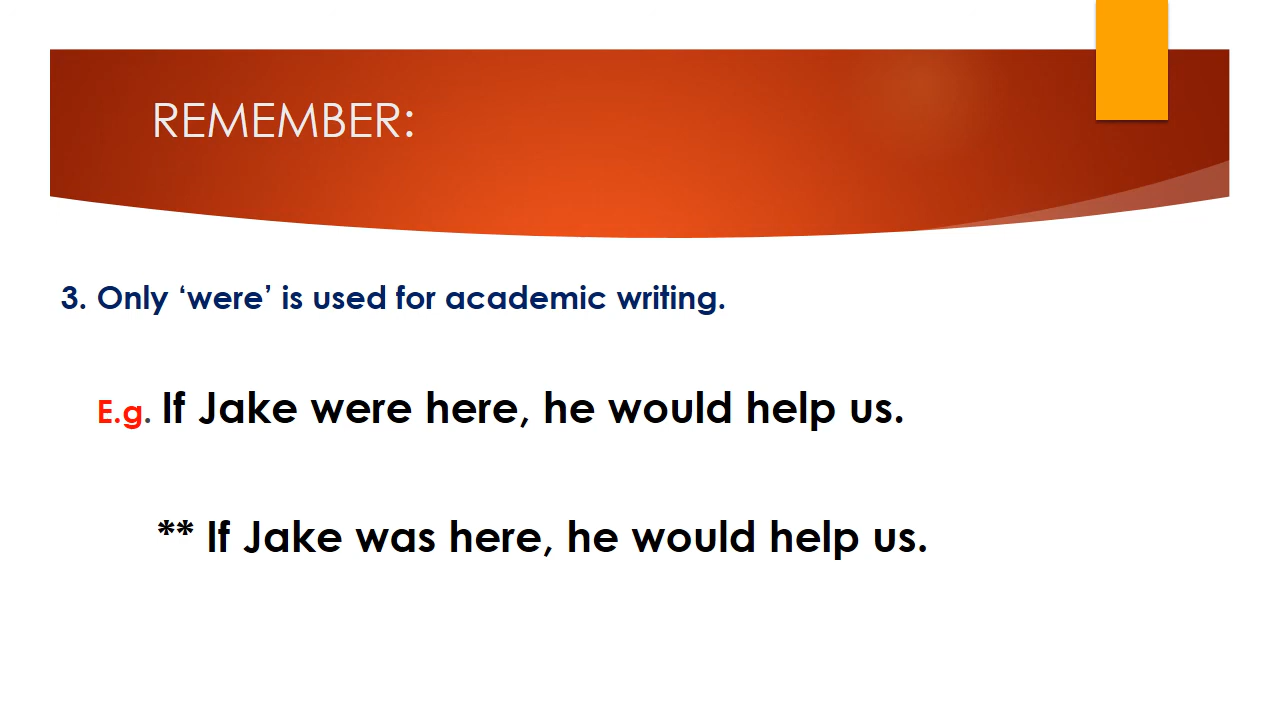 REMEMBER:
3. Only ‘were’ is used for academic writing.
E.g. If Jake were here, he would help us.
** If Jake was here, he would help us.